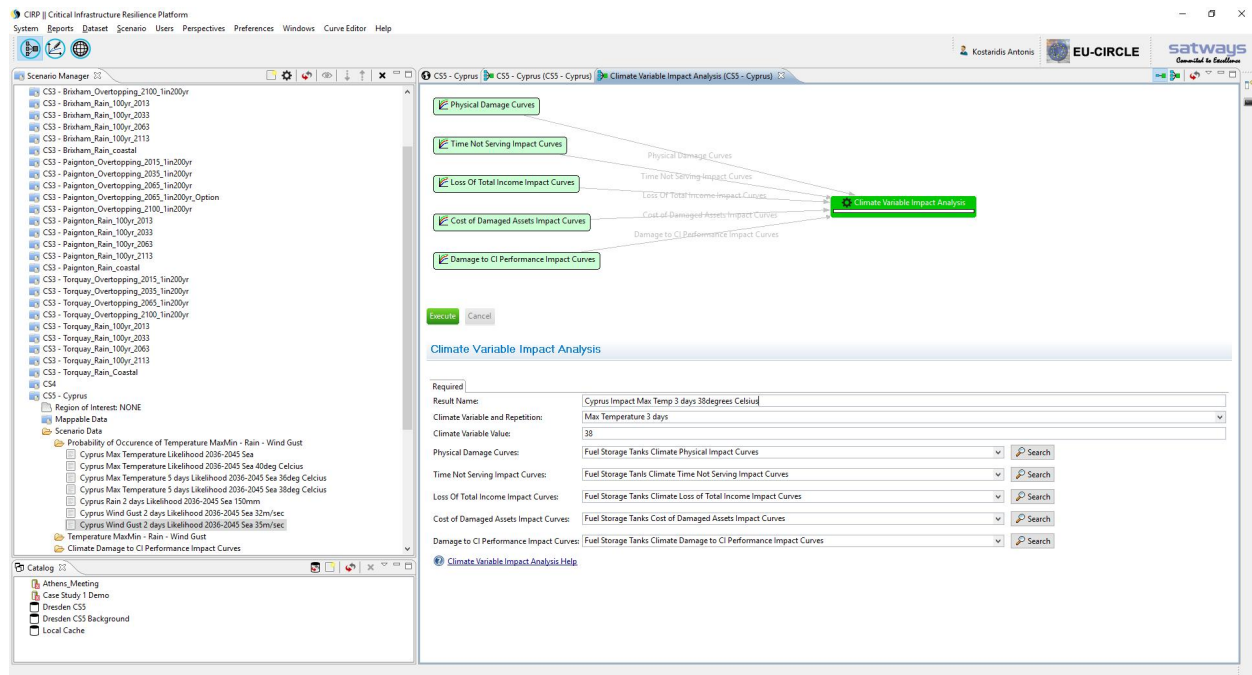 CIRP || Critical Infrastructure Resilience Platform
System Reports Dataset Scenario Users Perspectives Preferences Windows Curve Editor Help
Kostaridis Antonis
EU-CIRCLE
satways
Committed to Excellence
Scenario Manager
CS3 - Brixham_Overtopping_2100_1in200yr
CS3 - Brixham_Rain_100yr_2013
CS3 - Brixham_Rain_100yr_2033
CS3 - Brixham_Rain_100yr_2063
CS3 - Brixham_Rain_100yr_2113
CS3 - Brixham_Rain_coastal
CS3 - Paignton_Overtopping_2015_1in200yr
CS3 - Paignton_Overtopping_2035_1in200yr
CS3 - Paignton_Overtopping_2065_1in200yr
CS3 - Paignton_Overtopping_2065_1in200yr_Option
CS3 - Paignton_Overtopping_2100_1in200yr
CS3 - Paignton_Rain_100yr_2013
CS3 - Paignton_Rain_100yr_2033
CS3 - Paignton_Rain_100yr_2063
CS3 - Paignton_Rain_100yr_2113
CS3 - Paignton_Rain_coastal
CS3 - Torquay_Overtopping_2015_1in200yr
CS3 - Torquay_Overtopping_2035_1in200yr
CS3 - Torquay_Overtopping_2065_1in200yr
CS3 - Torquay_Overtopping_2100_1in200yr
CS3 - Torquay_Rain_100yr_2013
CS3 - Torquay_Rain_100yr_2033
CS3 - Torquay_Rain_100yr_2063
CS3 - Torquay_Rain_100yr_2113
CS3 - Torquay_Rain_Coastal
CS4
CS5 - Cyprus
Region of Interest: NONE
Mappable Data
Scenario Data
Probability of Occurence of Temperature MaxMin - Rain - Wind Gust
Cyprus Max Temperature Likelihood 2036-2045 Sea
Cyprus Max Temperature Likelihood 2036-2045 Sea 40deg Celcius
Cyprus Max Temperature 5 days Likelihood 2036-2045 Sea 36deg Celcius
Cyprus Max Temperature 5 days Likelihood 2036-2045 Sea 38deg Celcius
Cyprus Rain 2 days Likelihood 2036-2045 Sea 150mm
Cyprus Wind Gust 2 days Likelihood 2036-2045 Sea 32m/sec
Cyprus Wind Gust 2 days Likelihood 2036-2045 Sea 35m/sec
Temperature MaxMin - Rain - Wind Gust
Climate Damage to CI Performance Impact Curves
Catalog
Athens_Meeting
Case Study 1 Demo
Dresden CS5
Dresden CS5 Background
Local Cache
CS5 - Cyprus CS5 - Cyprus (CS5 - Cyprus) Climate Variable Impact Analysis (CS5 - Cyprus)
Physical Damage Curves
Time Not Serving Impact Curves
Loss Of Total Income Impact Curves
Cost of Damaged Assets Impact Curves
Damage to CI Performance Impact Curves
Physical Damage Curves
Time Not Serving Impact Curves
Loss Of Total Income Impact Curves
Cost of Damaged Assets Impact Curves
Damage to CI Performance Impact Curves
Climate Variable Impact Analysis
Execute Cancel
Climate Variable Impact Analysis
Required
Result Name: Cyprus Impact Max Temp 3 days 38degrees Celsius
Climate Variable and Repetition: Max Temperature 3 days
Climate Variable Value: 38
Physical Damage Curves: Fuel Storage Tanks Climate Physical Impact Curves Search
Time Not Serving Impact Curves: Fuel Storage Tanls Climate Time Not Serving Impact Curves Search
Loss Of Total Income Impact Curves: Fuel Storage Tanks Climate Loss of Total Income Impact Curves Search
Cost of Damaged Assets Impact Curves: Fuel Storage Tanks Cost of Damaged Assets Impact Curves Search
Damage to CI Performance Impact Curves: Fuel Storage Tanks Climate Damage to CI Performance Impact Curves Search
Climate Variable Impact Analysis Help